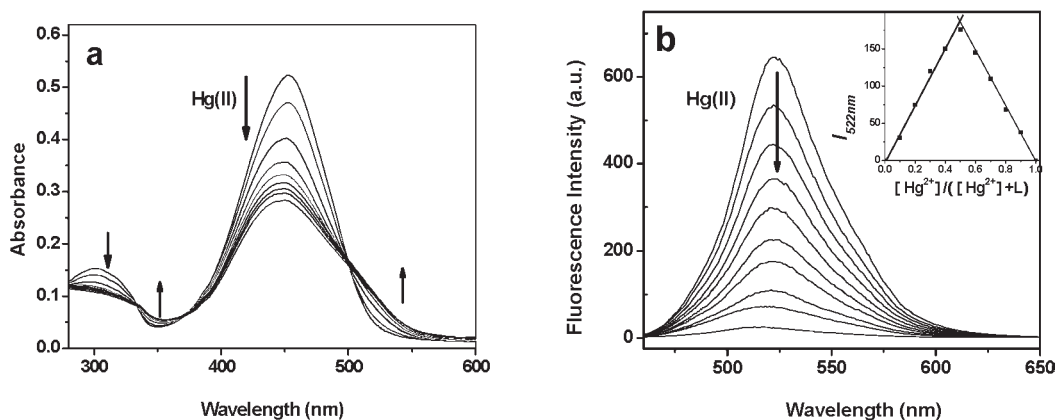 a
Hg(II)
0.6
0.5
0.4
0.3
0.2
0.1
0.0
Absorbance
300
400
500
600
Wavelength (nm)
b
Hg(II)
600
400
200
0
Fluorescence Intensity (a.u.)
500
550
600
650
Wavelength (nm)
150
100
50
0
I522nm
0.0 0.2 0.4 0.6 0.8 1.0
[ Hg2+]/([ Hg2+]+L)